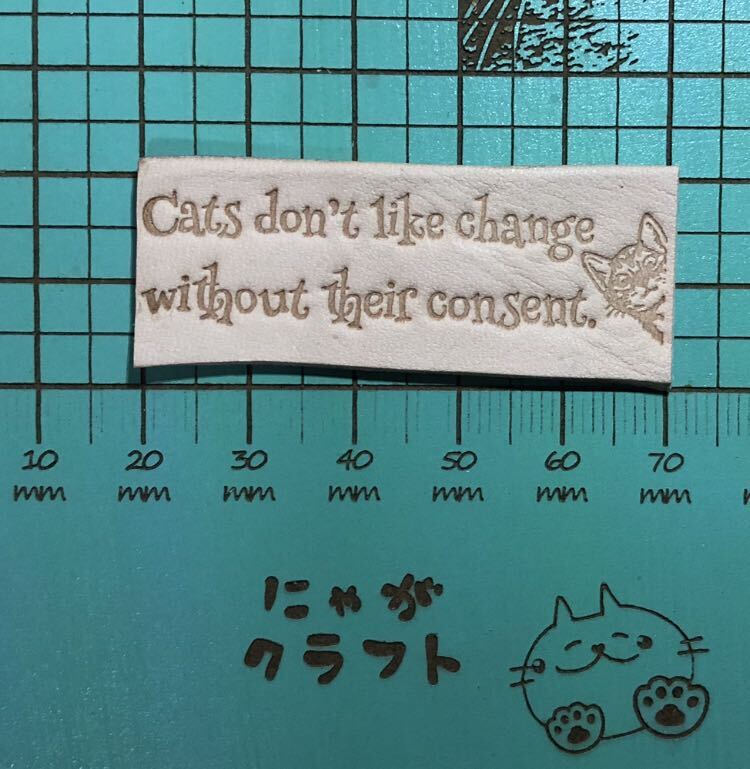 Cats don't like change
without their consent.
10 20 30 40 50 60 70
mm mm mm mm mm mm mm
にゃが
クラフト